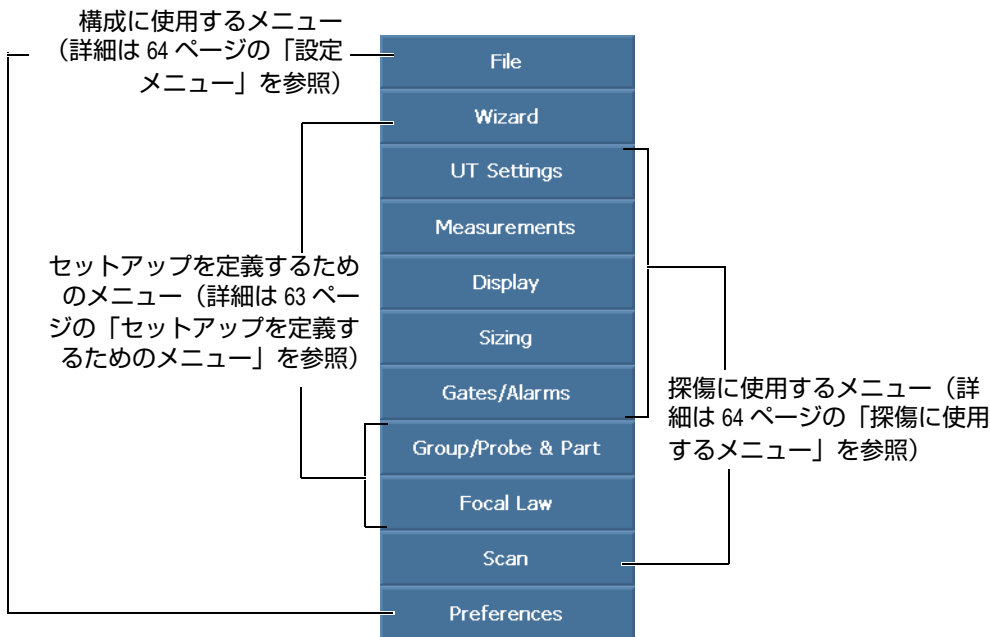 構成に使用するメニュー
（詳細は 64 ページの「設定
メニュー」を参照）
File
Wizard
UT Settings
Measurements
Display
Sizing
Gates/Alarms
Group/Probe & Part
Focal Law
Scan
Preferences
セットアップを定義するため
のメニュー（詳細は 63 ペー
ジの「セットアップを定義す
るためのメニュー」を参照）
探傷に使用するメニュー（詳
細は 64 ページの「探傷に使用
するメニュー」を参照）